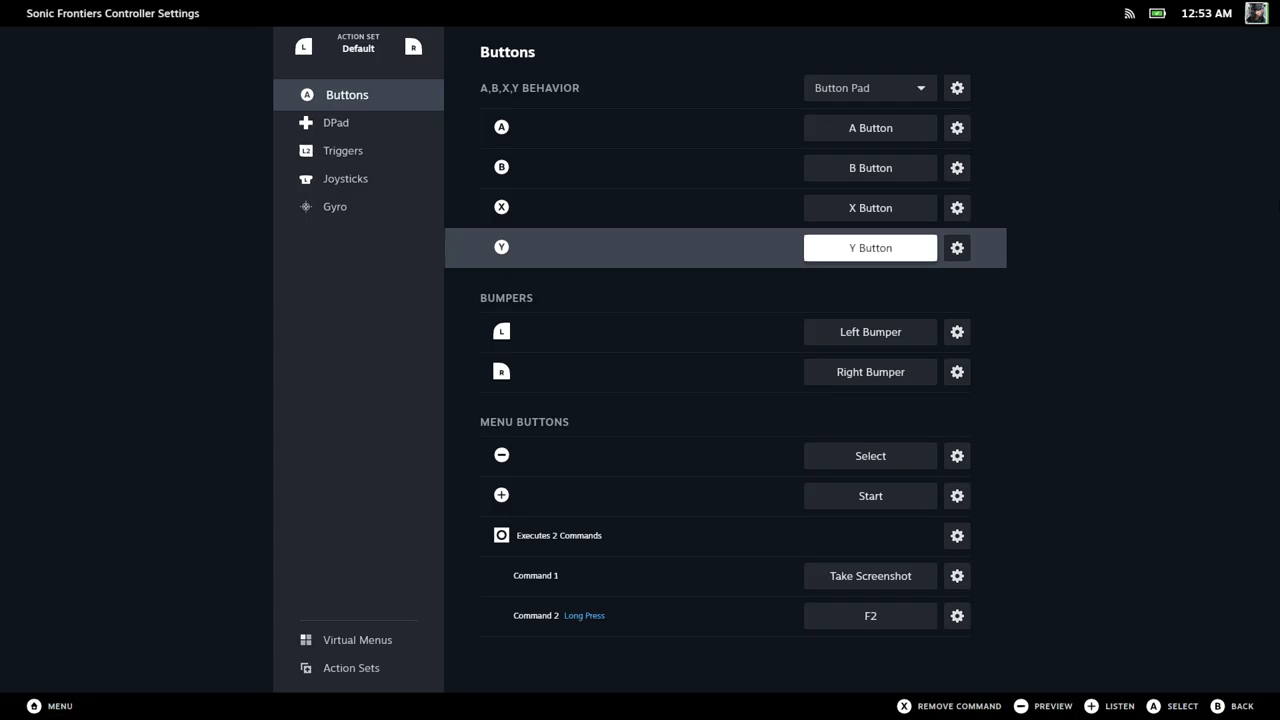 Sonic Frontiers Controller Settings
12:53 AM
L
ACTION SET
Default
R
A Buttons
DPad
L2 Triggers
L Joysticks
Gyro
Virtual Menus
Action Sets
Buttons
A,B,X,Y BEHAVIOR
Button Pad
A
A Button
B
B Button
X
X Button
Y
Y Button
BUMPERS
L
Left Bumper
R
Right Bumper
MENU BUTTONS
Select
Start
Executes 2 Commands
Command 1
Take Screenshot
Command 2 Long Press
F2
MENU
X REMOVE COMMAND
PREVIEW
LISTEN
A SELECT
B BACK